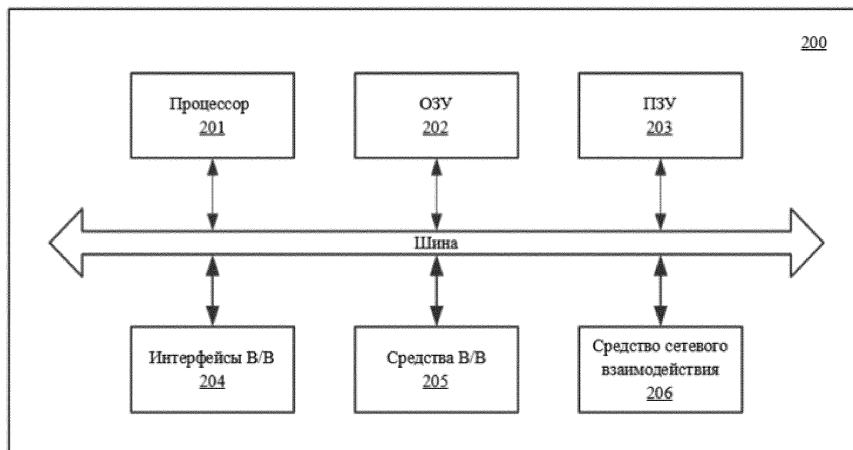 200
Процессор
201
ОЗУ
202
ПЗУ
203
Шина
Интерфейсы В/В
204
Средства В/В
205
Средство сетевого
взаимодействия
206